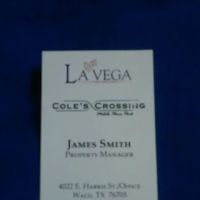 LA VEGA
COLE'S CROSSING
JAMES SMITH
PROPERTY MANAGER
4022 E. HARRIS ST./OFFICE
WACO, TX 76705